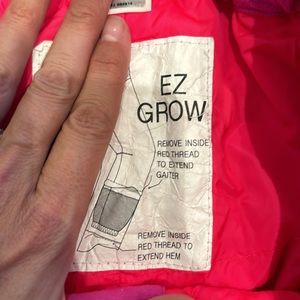 EZ
GROW
REMOVE INSIDE
RED THREAD
TO EXTEND
GAITER
REMOVE INSIDE
RED THREAD TO
EXTEND HEM